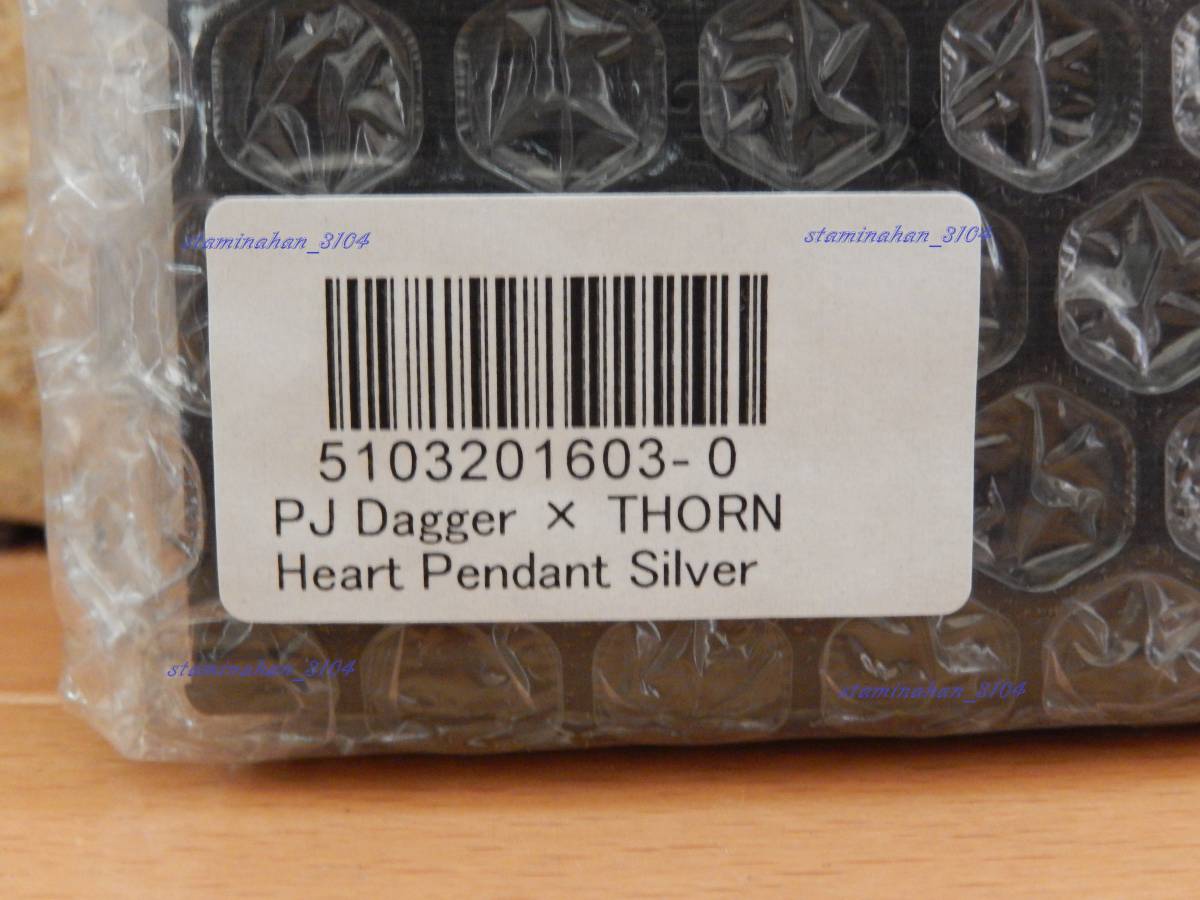 staminahan_3104
staminahan_3104
5103201603-0
PJ Dagger × THORN
Heart Pendant Silver
staminahan_3104
staminahan_3104